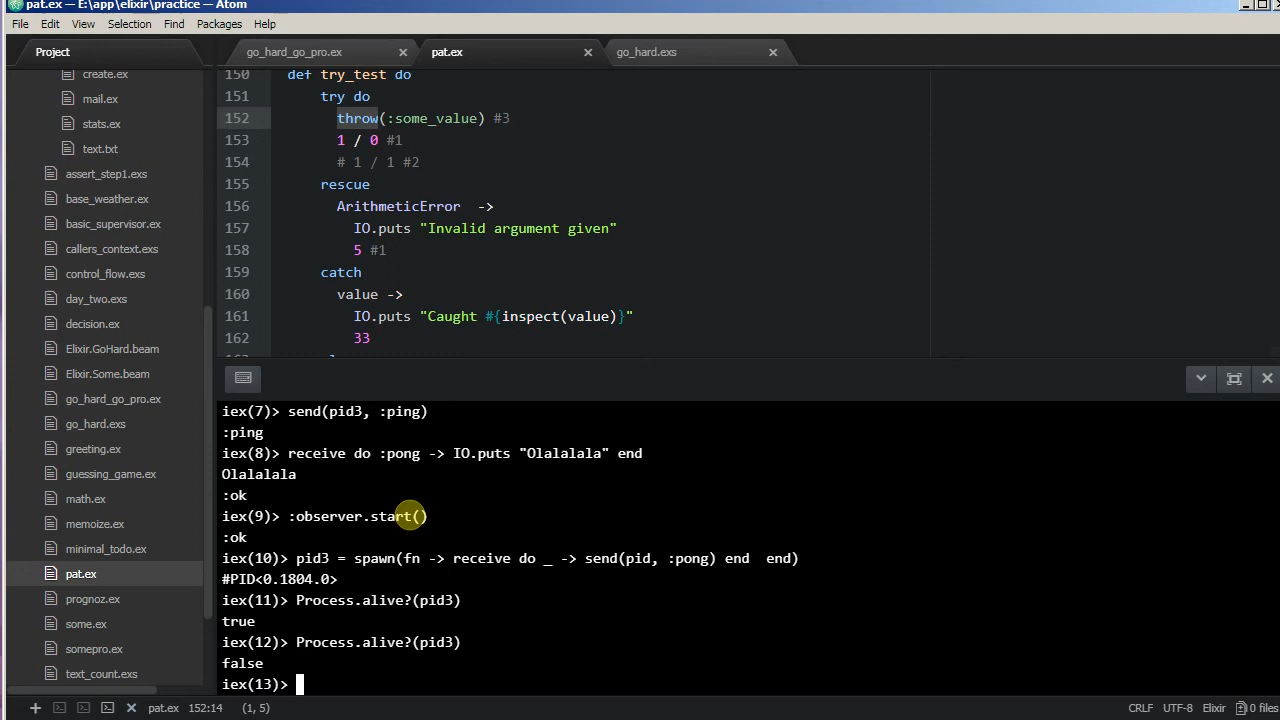 pat.ex — E:\app\elixir\practice — Atom
File Edit View Selection Find Packages Help
Project
go_hard_go_pro.ex
pat.ex
go_hard.exs
create.ex
mail.ex
stats.ex
text.txt
assert_step1.exs
base_weather.ex
basic_supervisor.ex
callers_context.exs
control_flow.exs
day_two.exs
decision.ex
Elixir.GoHard.beam
Elixir.Some.beam
go_hard_go_pro.ex
go_hard.exs
greeting.ex
guessing_game.ex
math.ex
memoize.ex
minimal_todo.ex
pat.ex
prognoz.ex
some.ex
somepro.ex
text_count.exs
150 def try_test do
151 try do
152 throw(:some_value) #3
153 1 / 0 #1
154 # 1 / 1 #2
155 rescue
156 ArithmeticError ->
157 IO.puts "Invalid argument given"
158 5 #1
159 catch
160 value ->
161 IO.puts "Caught #{inspect(value)}"
162 33
iex(7)> send(pid3, :ping)
:ping
iex(8)> receive do :pong -> IO.puts "Olalalala" end
Olalalala
:ok
iex(9)> :observer.start()
:ok
iex(10)> pid3 = spawn(fn -> receive do _ -> send(pid, :pong) end end)
#PID<0.1804.0>
iex(11)> Process.alive?(pid3)
true
iex(12)> Process.alive?(pid3)
false
iex(13)>
pat.ex 152:14 (1, 5) CRLF UTF-8 Elixir 0 files